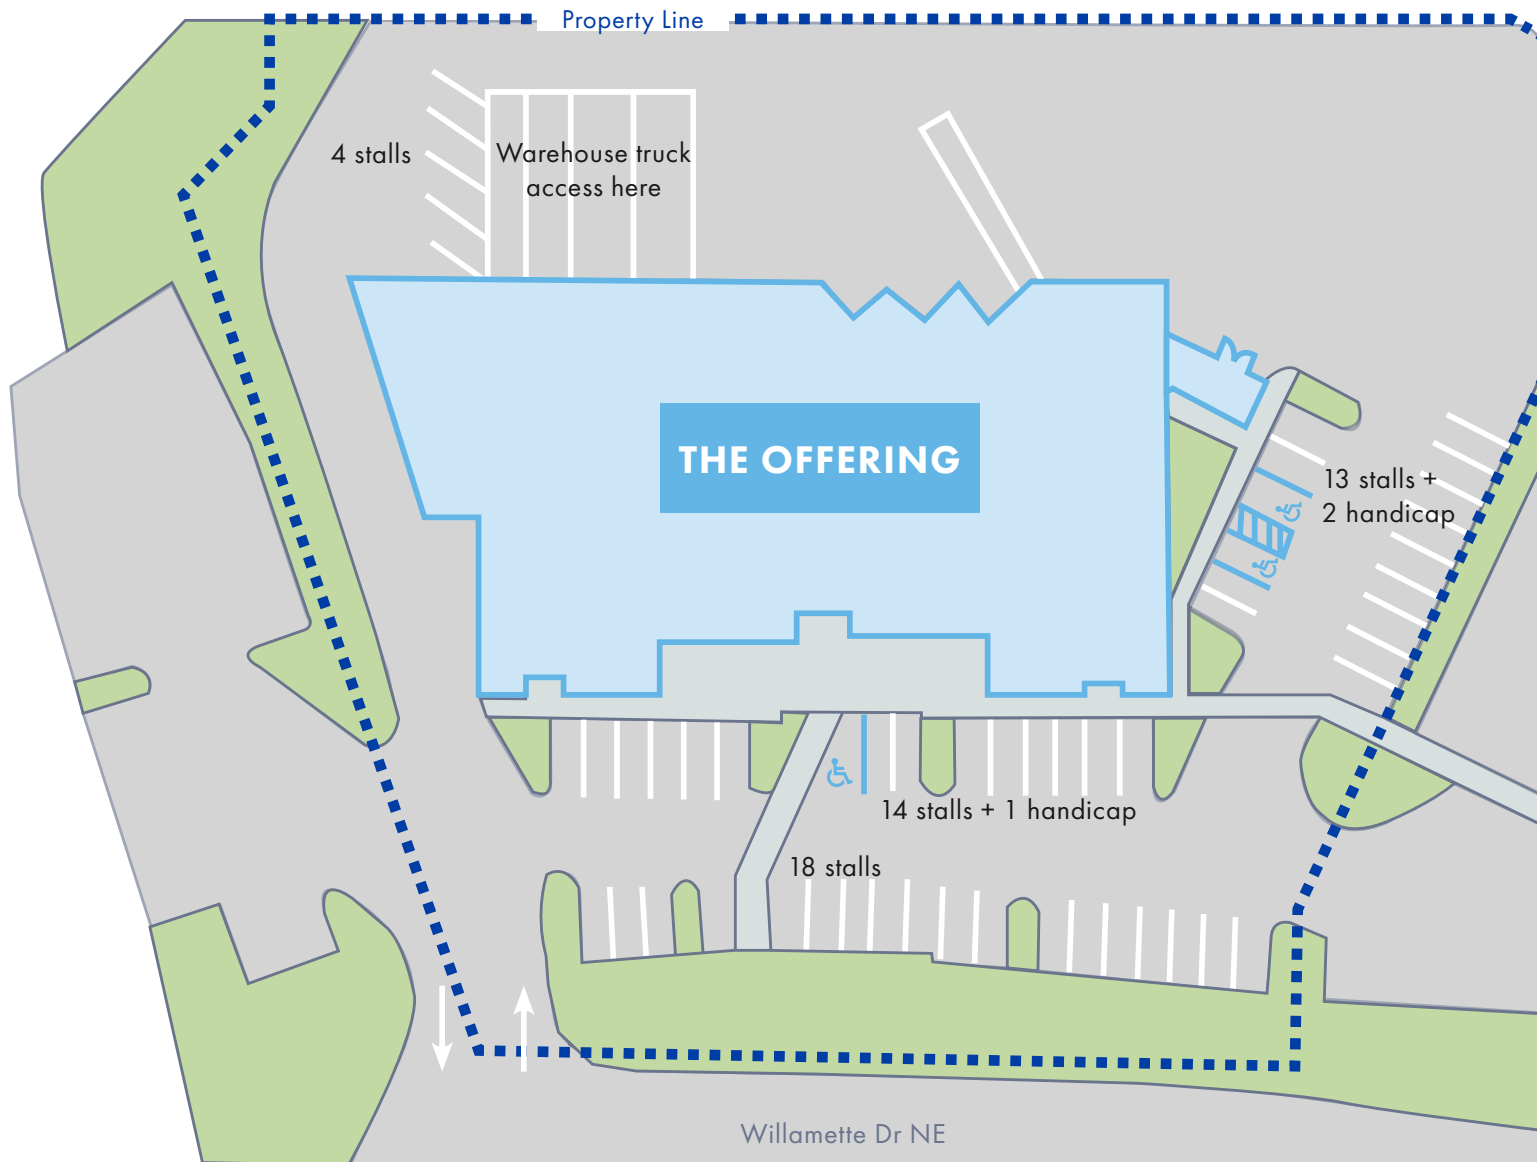 Property Line
4 stalls
Warehouse truck
access here
THE OFFERING
13 stalls +
2 handicap
14 stalls + 1 handicap
18 stalls
Willamette Dr NE